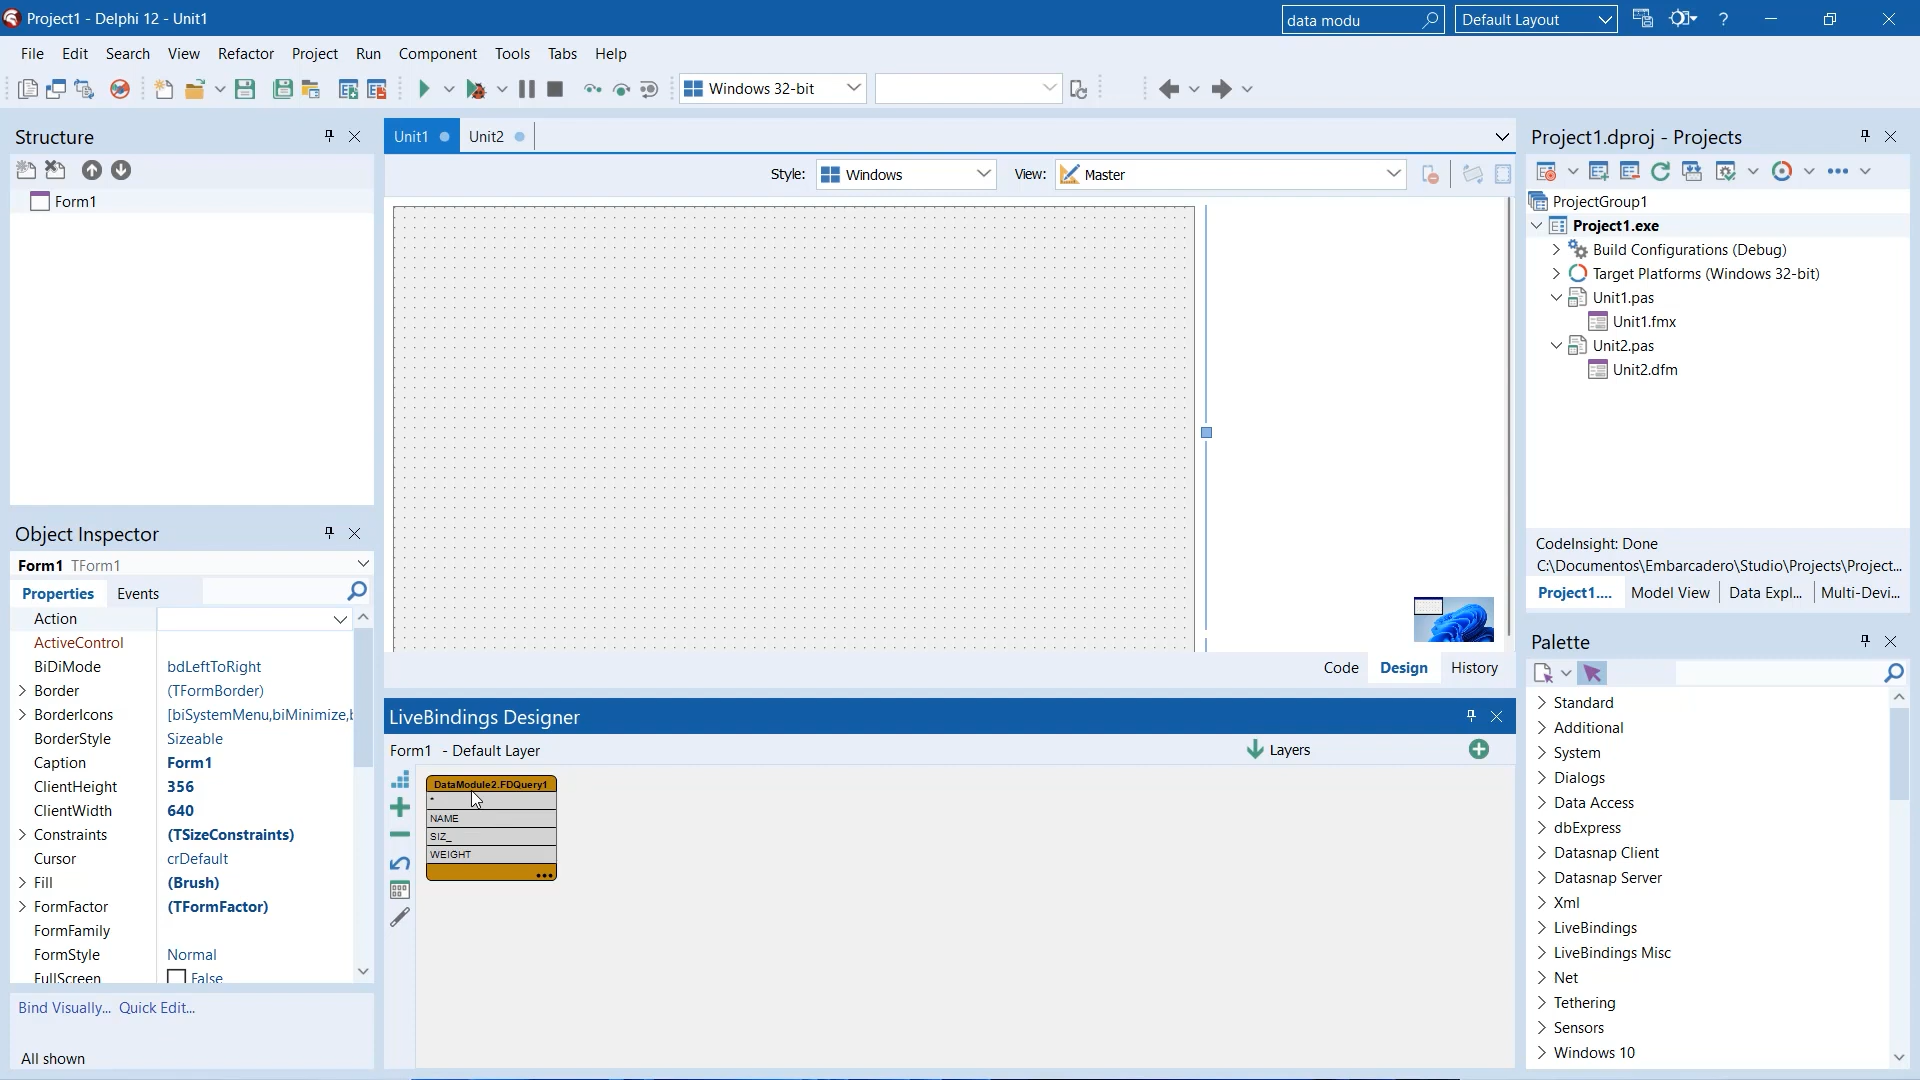 Project1 - Delphi 12 - Unit1
data modu
Default Layout
?
File Edit Search View Refactor Project Run Component Tools Tabs Help
Windows 32-bit
Structure
Form1
Unit1
Unit2
Style:
Windows
View:
Master
Code
Design
History
Object Inspector
Form1 TForm1
Properties
Events
Action
ActiveControl
BiDiMode bdLeftToRight
Border (TFormBorder)
BorderIcons [biSystemMenu,biMinimize,b
BorderStyle Sizeable
Caption Form1
ClientHeight 356
ClientWidth 640
Constraints (TSizeConstraints)
Cursor crDefault
Fill (Brush)
FormFactor (TFormFactor)
FormFamily
FormStyle Normal
FullScreen False
Bind Visually... Quick Edit...
All shown
LiveBindings Designer
Form1 - Default Layer
Layers
DataModule2.FDQuery1
*
NAME
SIZ_
WEIGHT
Project1.dproj - Projects
ProjectGroup1
Project1.exe
Build Configurations (Debug)
Target Platforms (Windows 32-bit)
Unit1.pas
Unit1.fmx
Unit2.pas
Unit2.dfm
CodeInsight: Done
C:\Documentos\Embarcadero\Studio\Projects\Project...
Project1.... Model View Data Expl... Multi-Devi...
Palette
Standard
Additional
System
Dialogs
Data Access
dbExpress
Datasnap Client
Datasnap Server
Xml
LiveBindings
LiveBindings Misc
Net
Tethering
Sensors
Windows 10